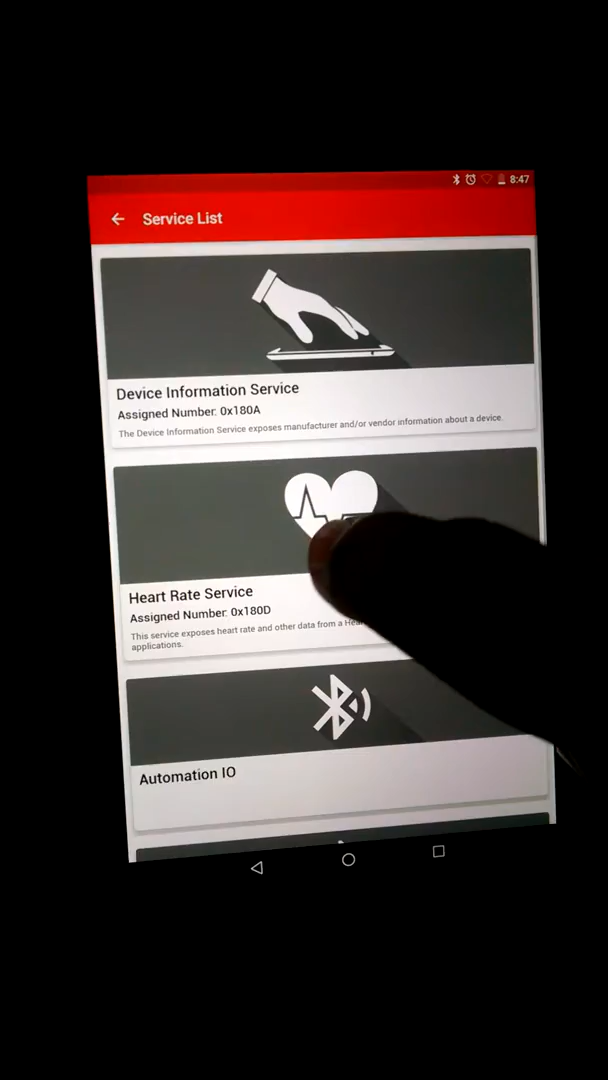 8:47
Service List
Device Information Service
Assigned Number: 0x180A
The Device Information Service exposes manufacturer and/or vendor information about a device.
Heart Rate Service
Assigned Number: 0x180D
This service exposes heart rate and other data from a
applications.
Automation IO